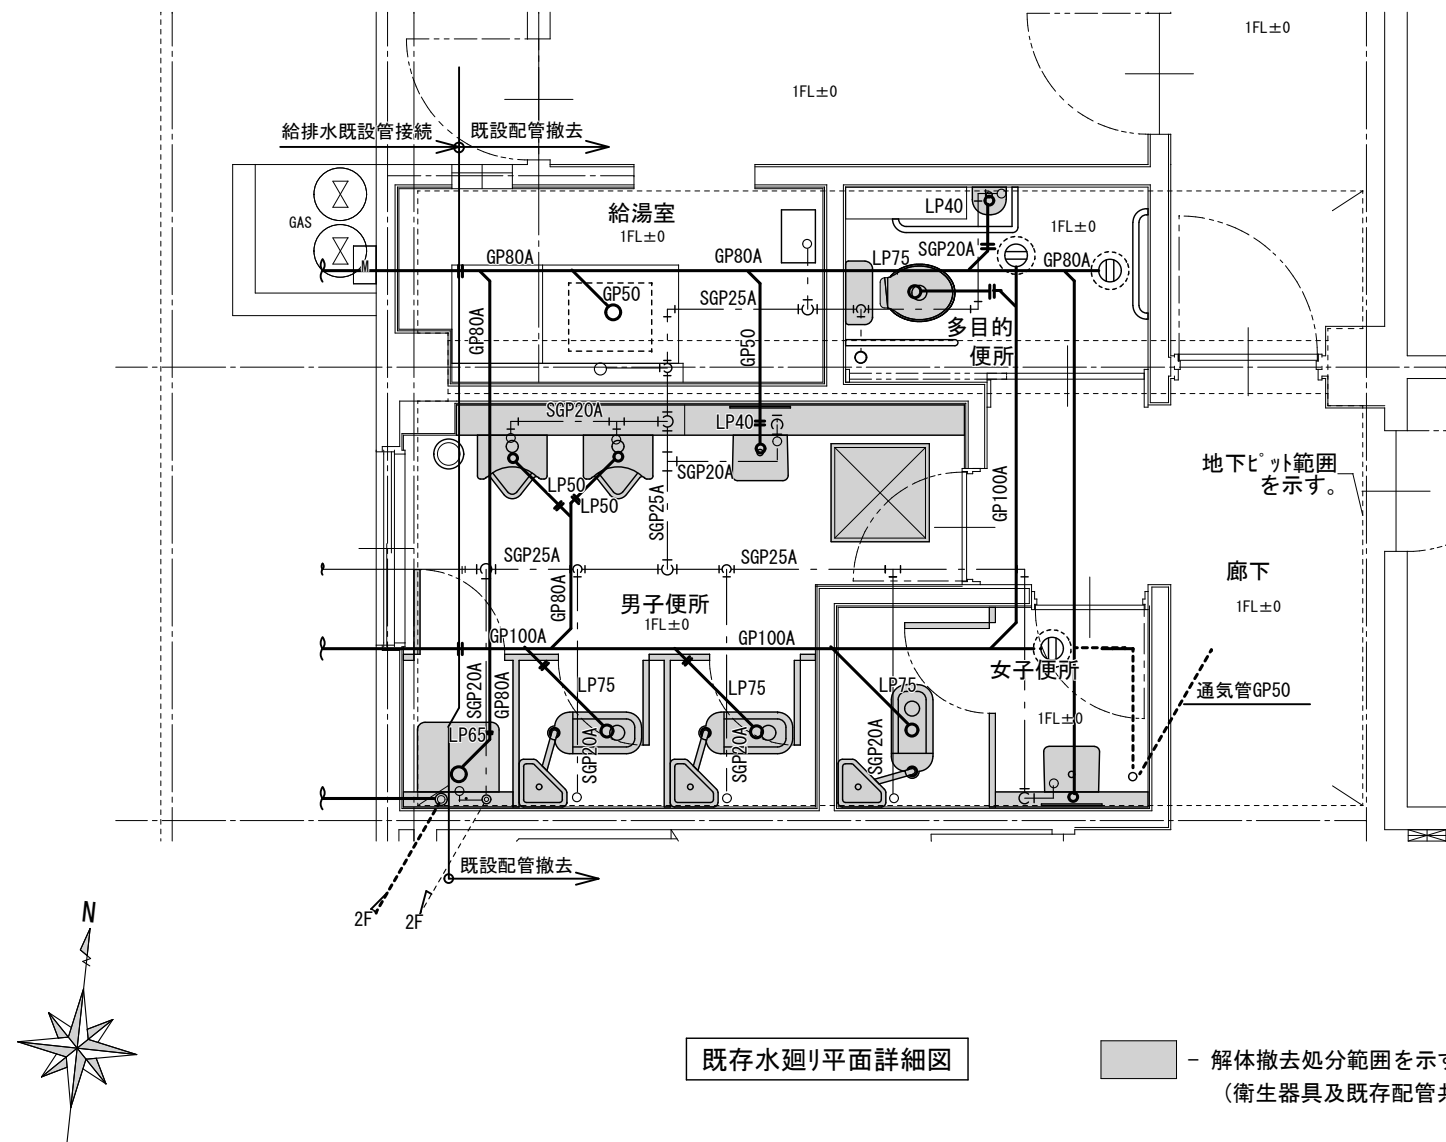 1FL±0
1FL±0
給排水既設管接続
既設配管撤去
GAS
M
給湯室
1FL±0
LP40
1FL±0
GP80A
GP80A
LP75
SGP20A
GP80A
GP50
SGP25A
GP80A
GP50
多目的
便所
SGP20A
LP40
SGP20A
LP50
LP50
SGP25A
GP100A
地下ピット範囲
を示す。
SGP25A
SGP25A
GP80A
男子便所
1FL±0
廊下
1FL±0
GP100A
GP100A
女子便所
1FL±0
SGP20A
GP80A
LP75
LP75
LP75
通気管GP50
LP65
SGP20A
SGP20A
SGP20A
既設配管撤去
2F
2F
N
既存水廻り平面詳細図
- 解体撤去処分範囲を示す
(衛生器具及既存配管共